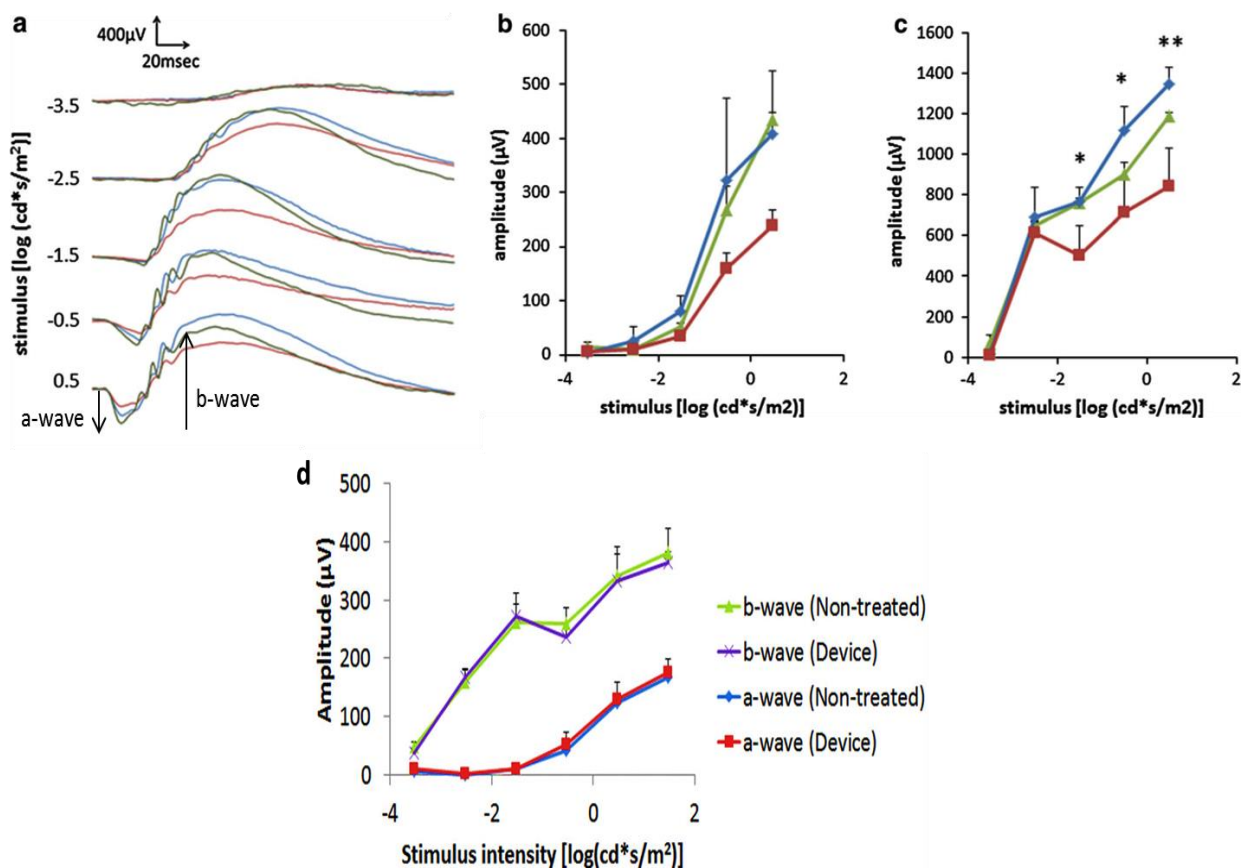 a
400µV
20msec
stimulus [log (cd*s/m²)]
-3.5
-2.5
-1.5
-0.5
0.5
a-wave
b-wave
b
amplitude (µV)
600
500
400
300
200
100
0
-4
-2
0
2
stimulus [log (cd*s/m2)]
c
amplitude (µV)
1600
1400
1200
1000
800
600
400
200
0
*
*
**
-4
-2
0
2
stimulus [log (cd*s/m2)]
d
Amplitude (µV)
500
400
300
200
100
0
-4
-2
0
2
Stimulus intensity [log(cd*s/m²)]
b-wave (Non-treated)
b-wave (Device)
a-wave (Non-treated)
a-wave (Device)